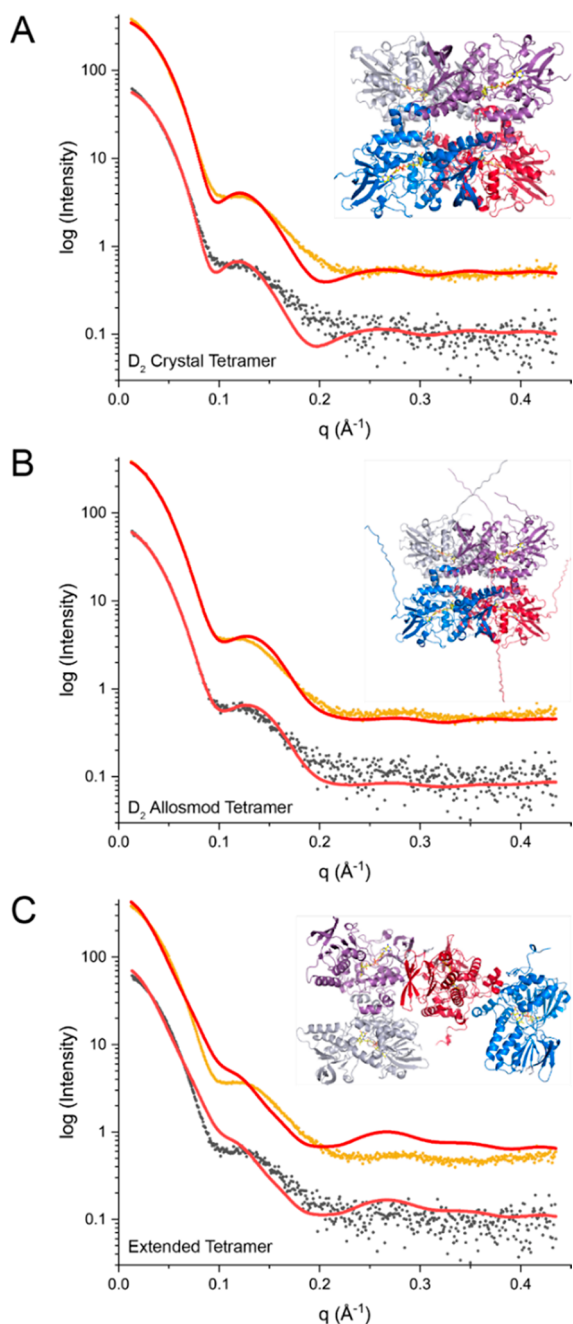 A
log (Intensity)
100
10
1
0.1
D₂ Crystal Tetramer
0.0 0.1 0.2 0.3 0.4
q (Å⁻¹)
B
log (Intensity)
100
10
1
0.1
D₂ Allosmod Tetramer
0.0 0.1 0.2 0.3 0.4
q (Å⁻¹)
C
log (Intensity)
100
10
1
0.1
Extended Tetramer
0.0 0.1 0.2 0.3 0.4
q (Å⁻¹)